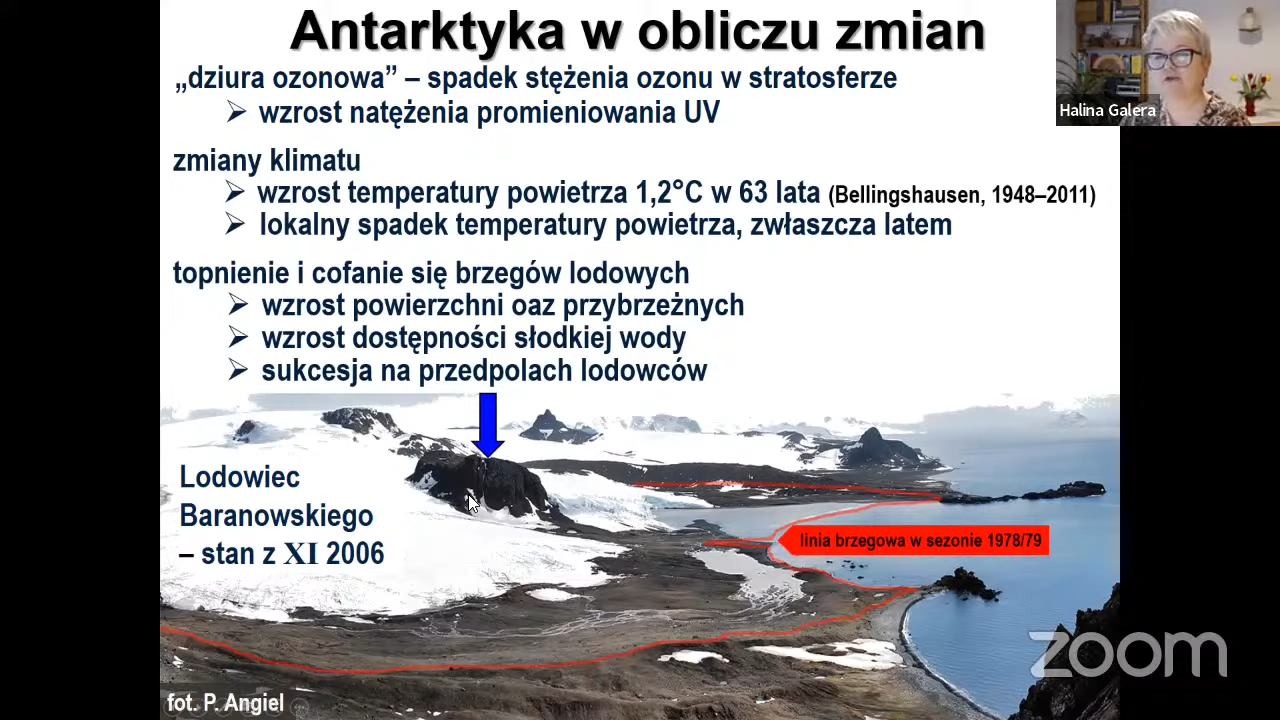 Antarktyka w obliczu zmian
„dziura ozonowa” – spadek stężenia ozonu w stratosferze
➢ wzrost natężenia promieniowania UV
zmiany klimatu
➢ wzrost temperatury powietrza 1,2°C w 63 lata (Bellingshausen, 1948–2011)
➢ lokalny spadek temperatury powietrza, zwłaszcza latem
topnienie i cofanie się brzegów lodowych
➢ wzrost powierzchni oaz przybrzeżnych
➢ wzrost dostępności słodkiej wody
➢ sukcesja na przedpolach lodowców
Lodowiec
Baranowskiego
– stan z XI 2006
linia brzegowa w sezonie 1978/79
fot. P. Angiel
Halina Galera
zoom